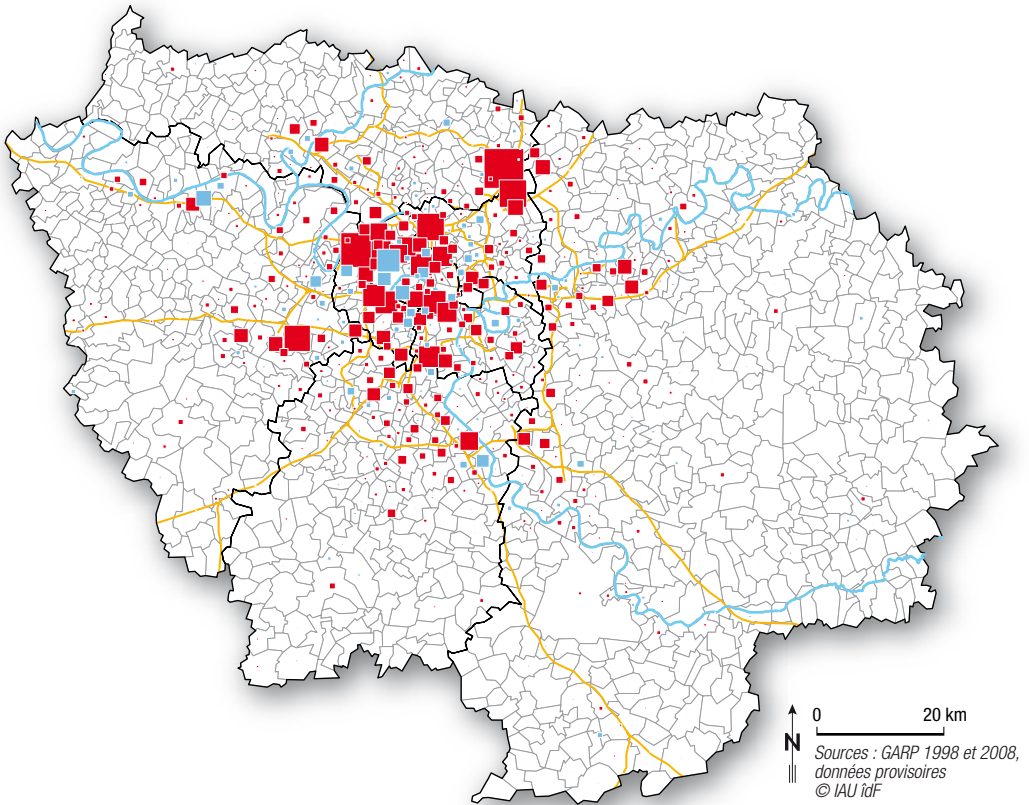 0 20 km
N
Sources : GARP 1998 et 2008,
données provisoires
© IAU îdF